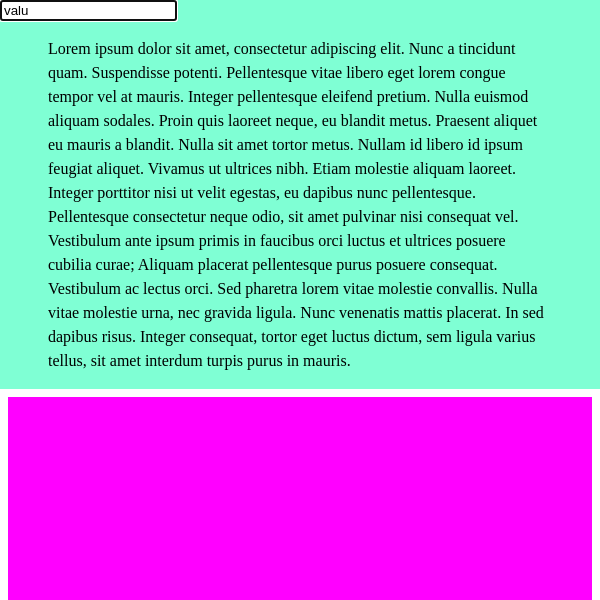 valu
Lorem ipsum dolor sit amet, consectetur adipiscing elit. Nunc a tincidunt
quam. Suspendisse potenti. Pellentesque vitae libero eget lorem congue
tempor vel at mauris. Integer pellentesque eleifend pretium. Nulla euismod
aliquam sodales. Proin quis laoreet neque, eu blandit metus. Praesent aliquet
eu mauris a blandit. Nulla sit amet tortor metus. Nullam id libero id ipsum
feugiat aliquet. Vivamus ut ultrices nibh. Etiam molestie aliquam laoreet.
Integer porttitor nisi ut velit egestas, eu dapibus nunc pellentesque.
Pellentesque consectetur neque odio, sit amet pulvinar nisi consequat vel.
Vestibulum ante ipsum primis in faucibus orci luctus et ultrices posuere
cubilia curae; Aliquam placerat pellentesque purus posuere consequat.
Vestibulum ac lectus orci. Sed pharetra lorem vitae molestie convallis. Nulla
vitae molestie urna, nec gravida ligula. Nunc venenatis mattis placerat. In sed
dapibus risus. Integer consequat, tortor eget luctus dictum, sem ligula varius
tellus, sit amet interdum turpis purus in mauris.